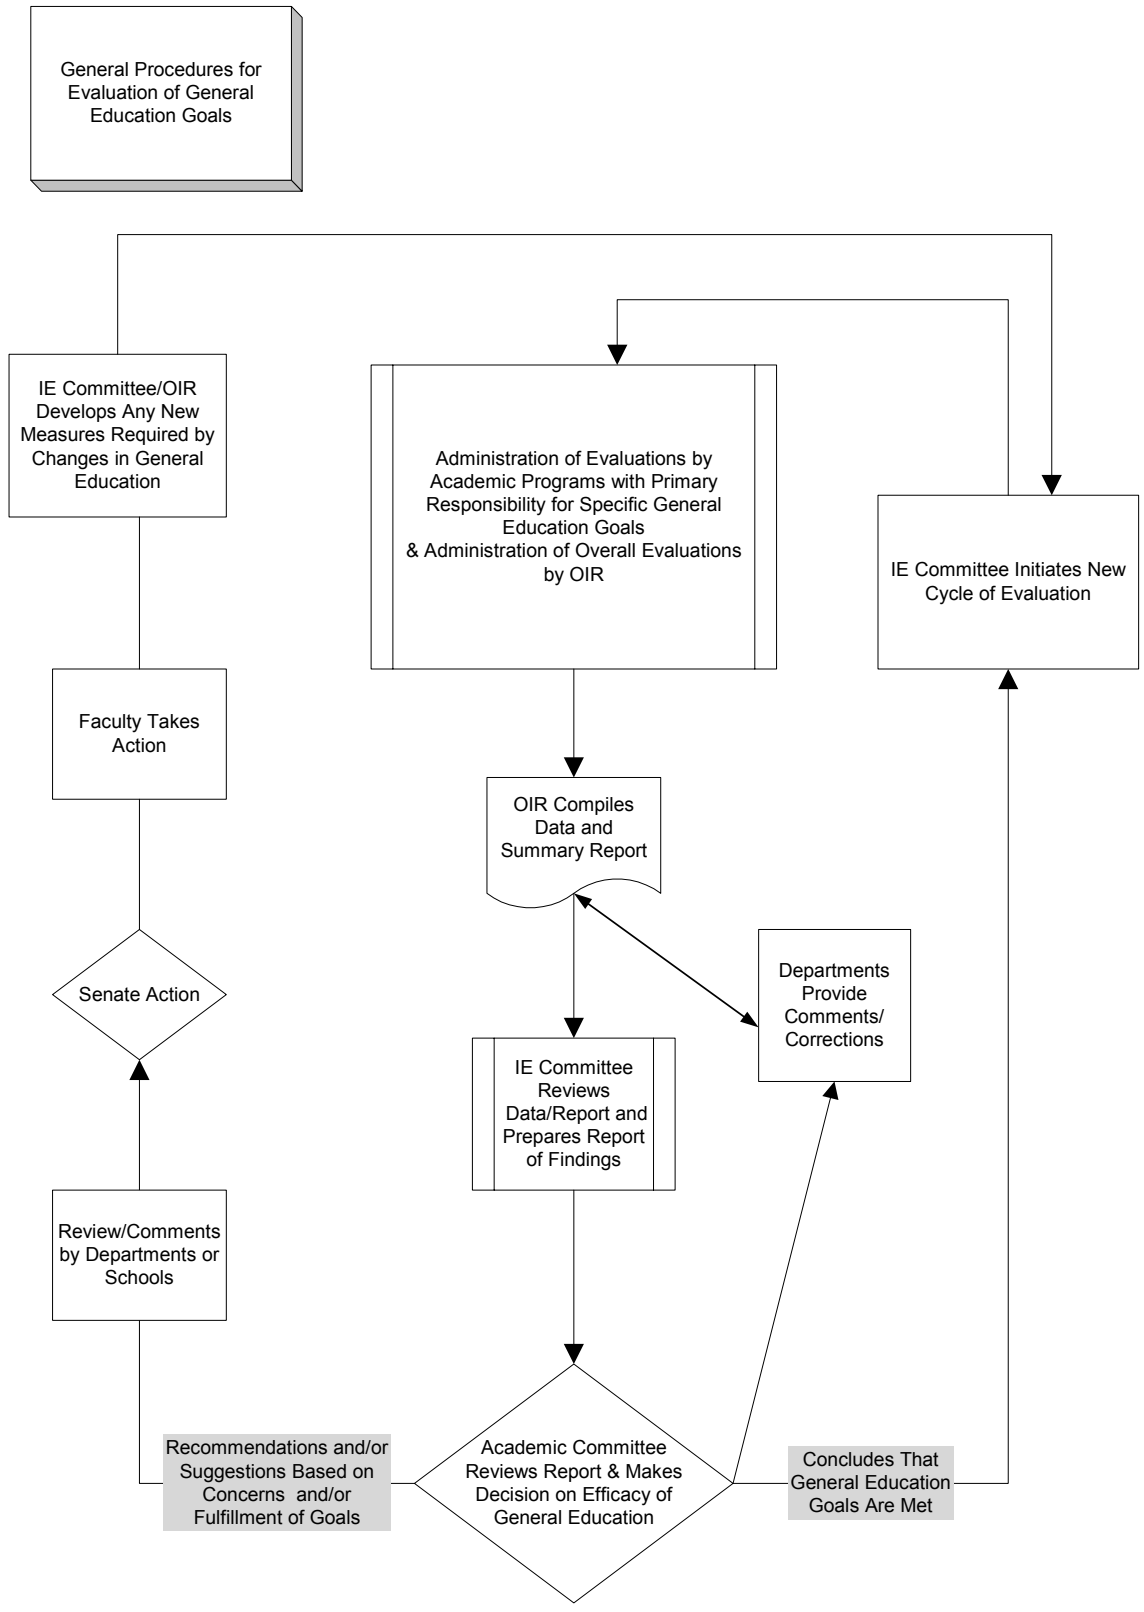 General Procedures for
Evaluation of General
Education Goals
IE Committee/OIR
Develops Any New
Measures Required by
Changes in General
Education
Administration of Evaluations by
Academic Programs with Primary
Responsibility for Specific General
Education Goals
& Administration of Overall Evaluations
by OIR
IE Committee Initiates New
Cycle of Evaluation
Faculty Takes
Action
OIR Compiles
Data and
Summary Report
Senate Action
Departments
Provide
Comments/
Corrections
IE Committee
Reviews
Data/Report and
Prepares Report
of Findings
Review/Comments
by Departments or
Schools
Recommendations and/or
Suggestions Based on
Concerns and/or
Fulfillment of Goals
Academic Committee
Reviews Report & Makes
Decision on Efficacy of
General Education
Concludes That
General Education
Goals Are Met